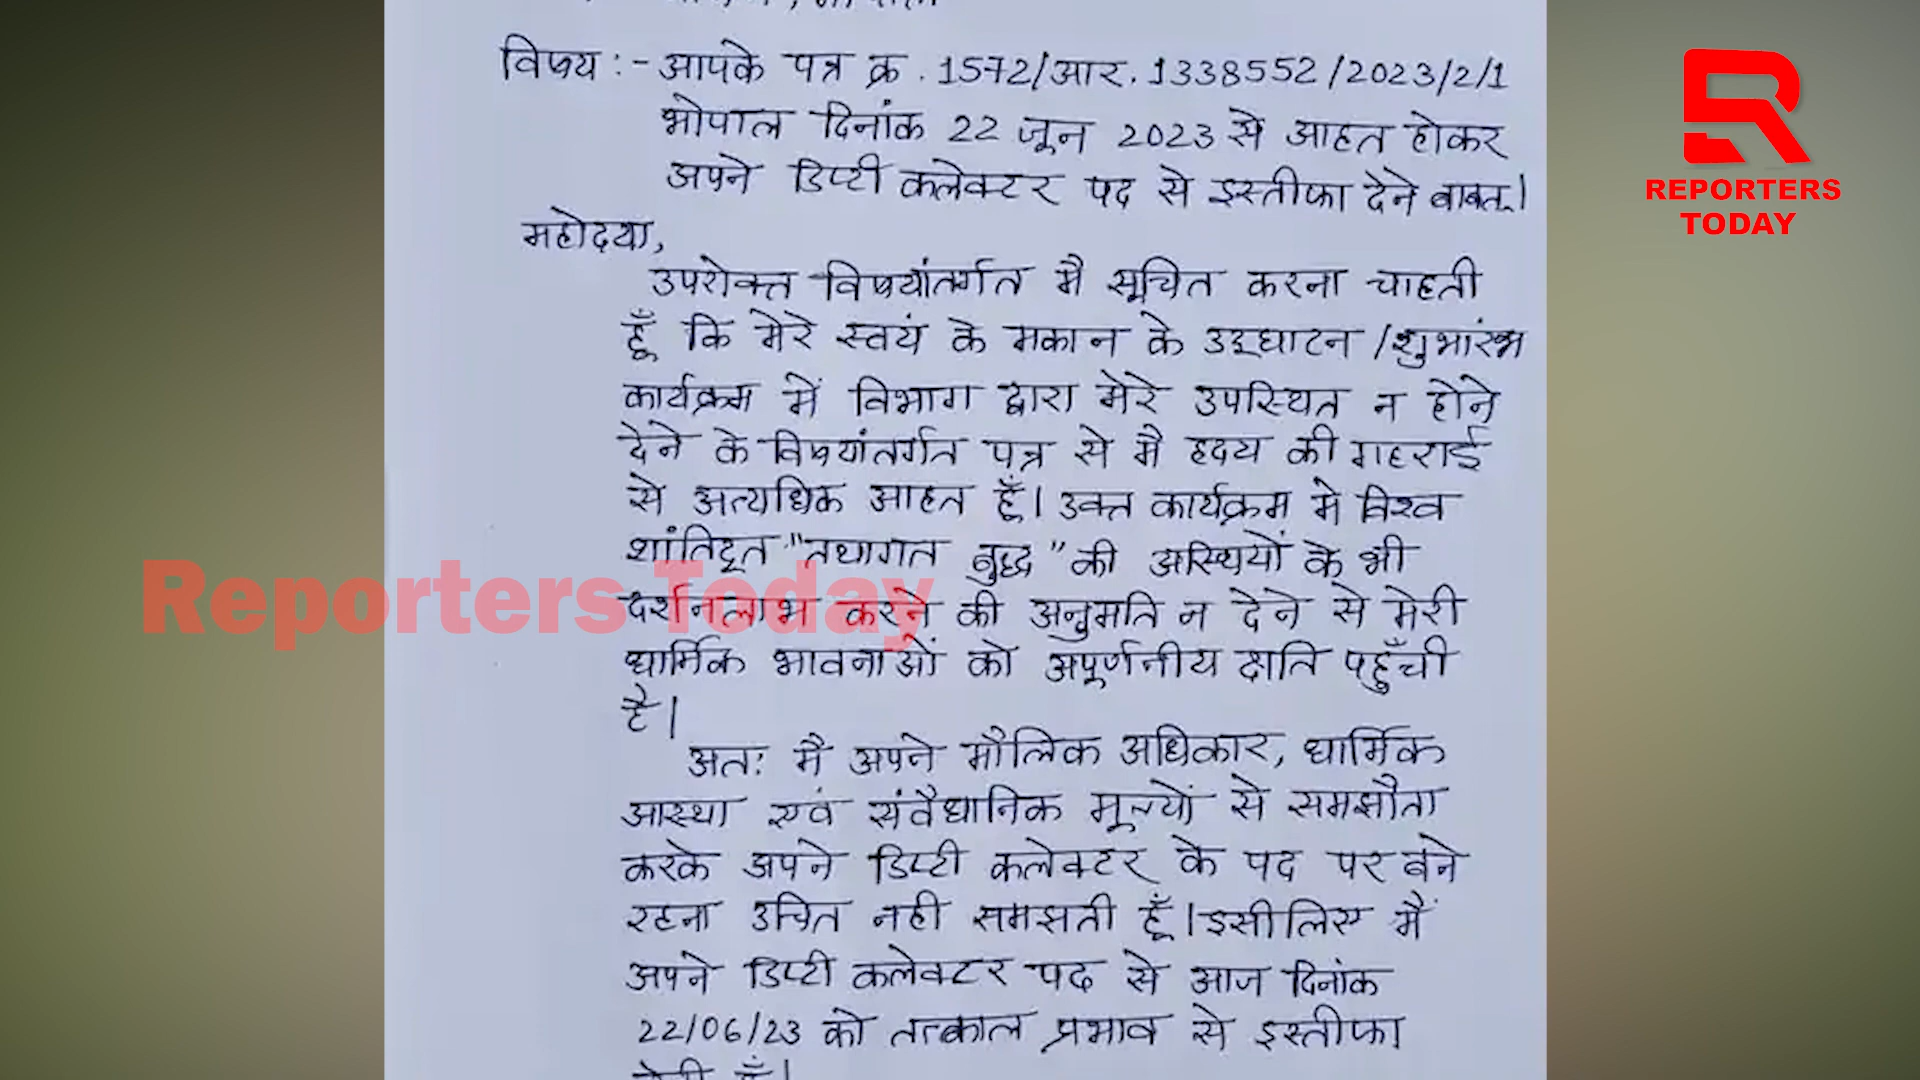 विषय :- आपके पत्र क्र . 1572/आर. 1338552/2023/2/1
भोपाल दिनांक 22 जून 2023 से आहत होकर
अपने डिप्टी कलेक्टर पद से इस्तीफा देने बाबत्।
महोदया,
उपरोक्त विषयांतर्गत मै सूचित करना चाहती
हूँ कि मेरे स्वयं के मकान के उद्घाटन /शुभारंभ
कार्यक्रम में विभाग द्वारा मेरे उपस्थित न होने
देने के विषयांतर्गत पत्र से मै हृदय की गहराई
से अत्यधिक आहत हूँ। उक्त कार्यक्रम मे विश्व
शांतिदूत "तथागत बुद्ध" की अस्थियों के भी
दर्शनलाभ करने की अनुमति न देने से मेरी
धार्मिक भावनाओं को अपूर्णनीय क्षति पहुँची
है।
अतः मै अपने मौलिक अधिकार, धार्मिक
आस्था एवं संवैधानिक मूल्यों से समझौता
करके अपने डिप्टी कलेक्टर के पद पर बने
रहना उचित नही समझती हूँ। इसीलिए मैं
अपने डिप्टी कलेक्टर पद से आज दिनांक
22/06/23 को तत्काल प्रभाव से इस्तीफा
REPORTERS
TODAY
Reporters Today